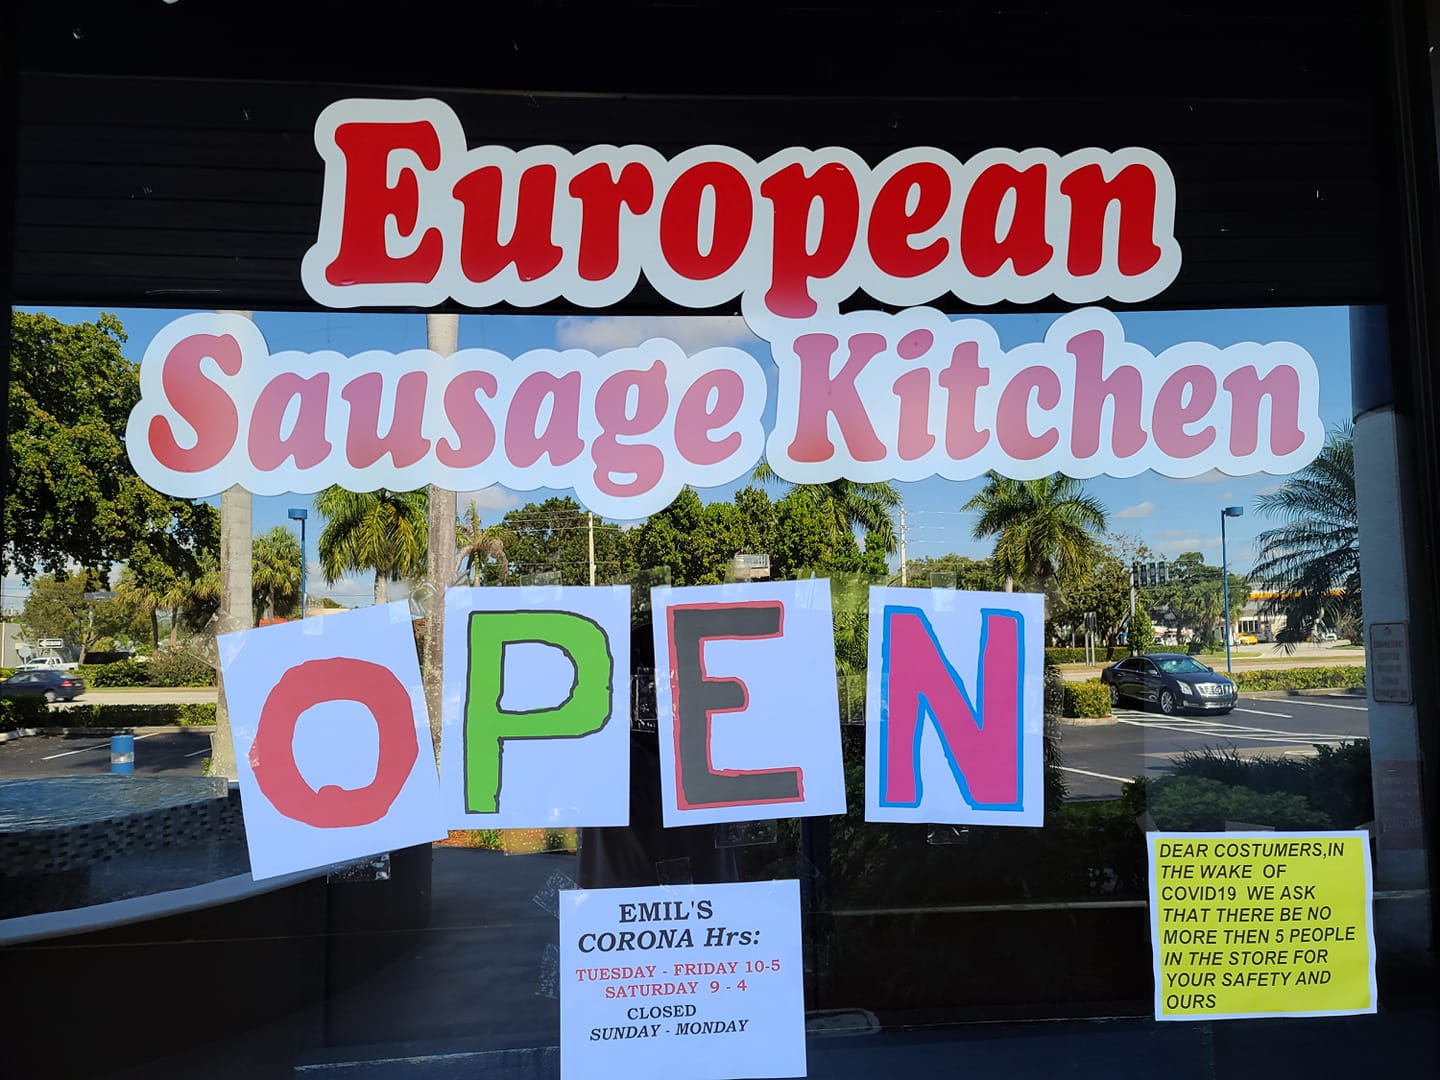 European
Sausage Kitchen
OPEN
EMIL'S
CORONA Hrs:
TUESDAY - FRIDAY 10-5
SATURDAY 9 - 4
CLOSED
SUNDAY - MONDAY
DEAR COSTUMERS,IN
THE WAKE OF
COVID19 WE ASK
THAT THERE BE NO
MORE THEN 5 PEOPLE
IN THE STORE FOR
YOUR SAFETY AND
OURS